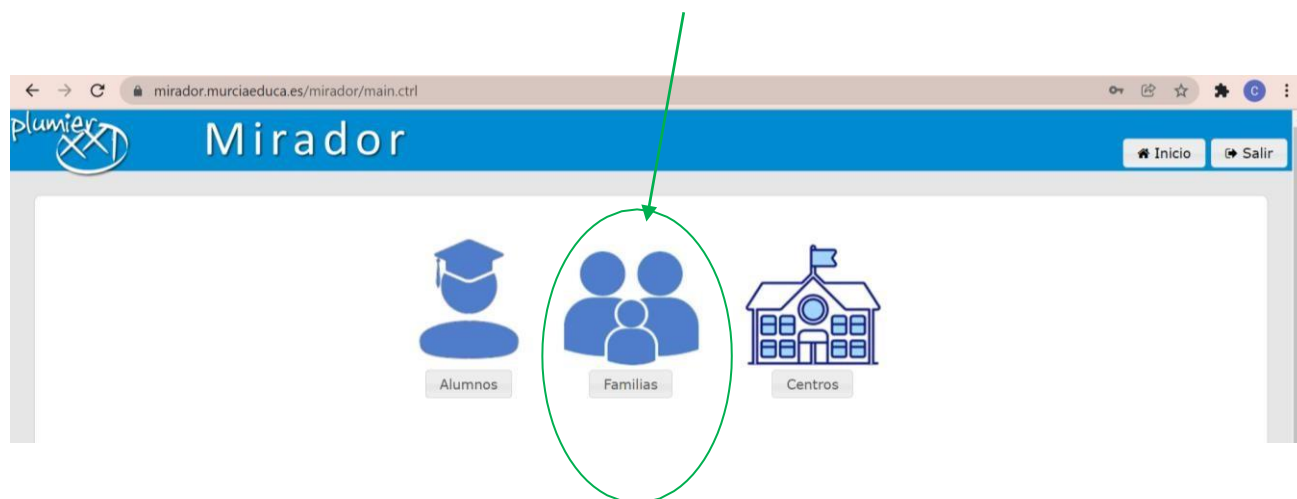 mirador.murciaeduca.es/mirador/main.ctrl
C
plumier
XXI
Mirador
Inicio
Salir
Alumnos
Familias
Centros